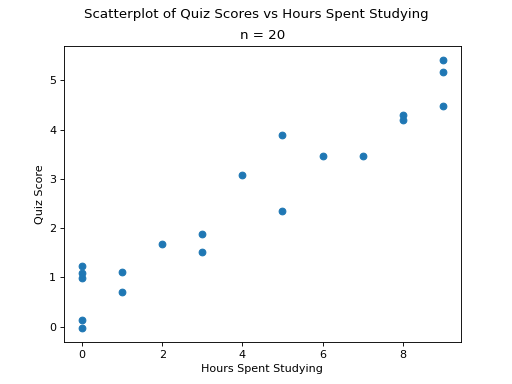 Scatterplot of Quiz Scores vs Hours Spent Studying
n = 20
5
4
3
2
1
0
Quiz Score
0 2 4 6 8
Hours Spent Studying